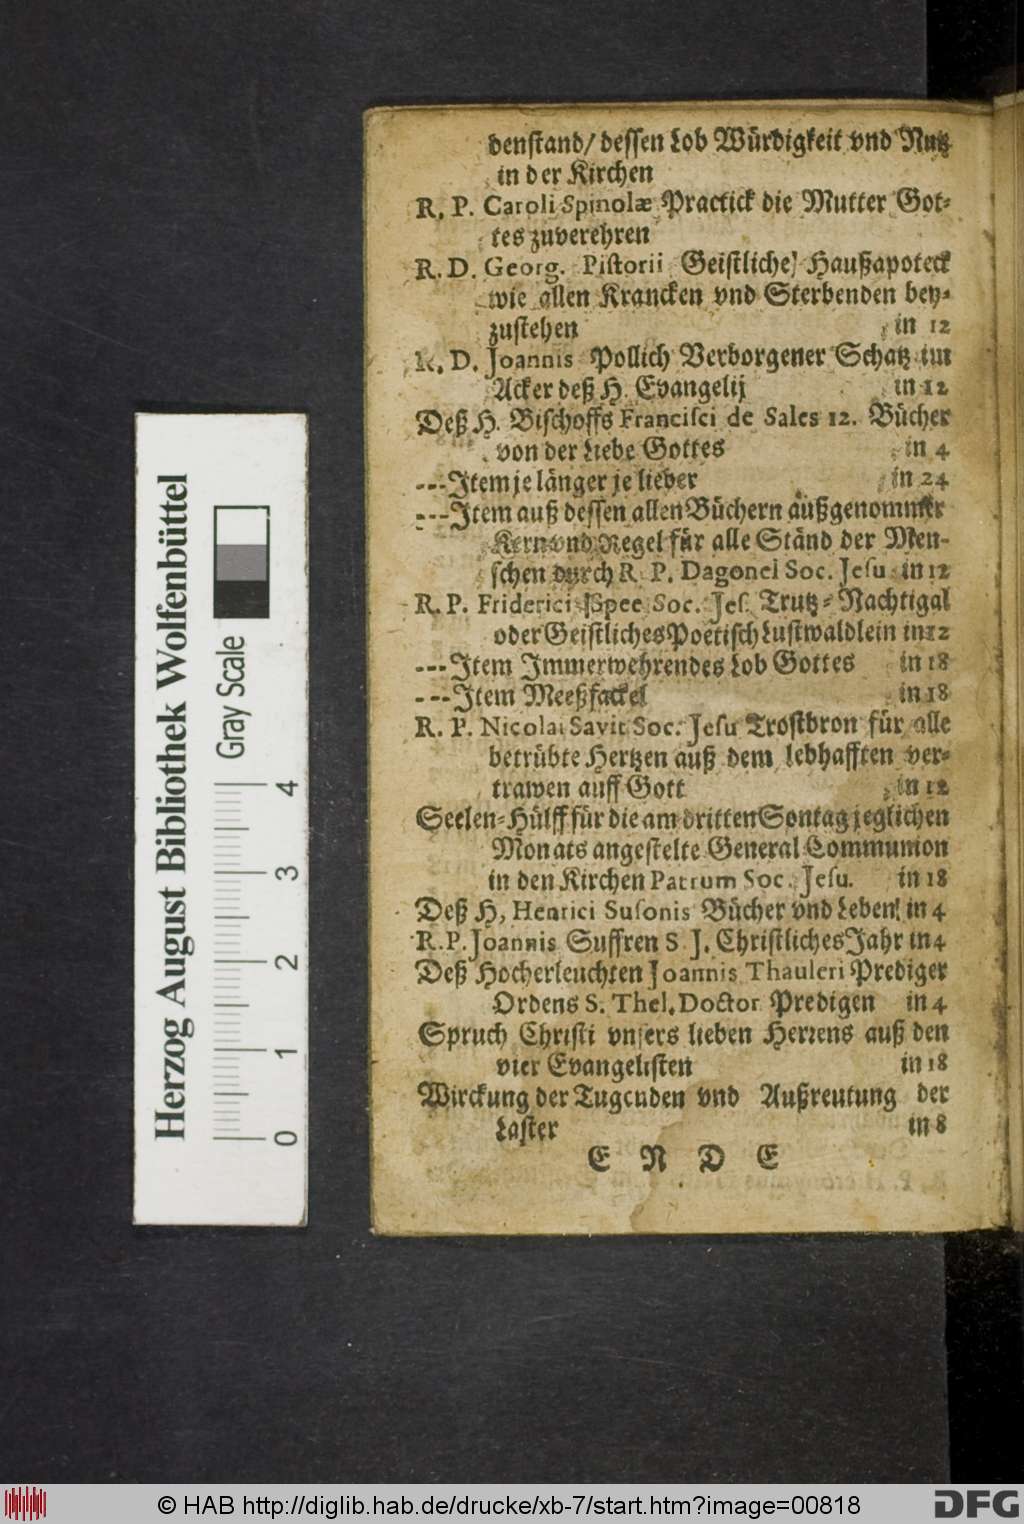 denstand/ dessen Lob Würdigkeit vnd Nutz
in der Kirchen
R. P. Caroli Spinolæ Practick die Mutter Got-
tes zuverehren
R. D. Georg. Pistorii Geistliche/ Haußapoteck
wie allen Krancken vnd Sterbenden bey-
zustehen in 12
R. D. Joannis Pollich Verborgener Schatz im
Acker deß H. Evangelij in 12
Deß H. Bischoffs Francisci de Sales 12. Bücher
von der Liebe Gottes in 4
---Item je länger je lieber in 24
---Item auß dessen allen Büchern außgenommer
Kern vnd Regel für alle Ständ der Men-
schen durch R. P. Dagonel Soc. Jesu in 12
R. P. Friderici Spee Soc. Jes. Trutz-Nachtigal
oder Geistliches Poetisch Lustwaldlein in 12
---Item Immerwehrendes Lob Gottes in 18
---Item Meeßfackel in 18
R. P. Nicolai Savit Soc. Jesu Trostbron für alle
betrübte Hertzen auß dem lebhafften ver-
trawen auff Gott in 12
Seelen-Hülff für die am dritten Sontag jeglichen
Monats angestelte General Communion
in den Kirchen Patrum Soc. Jesu. in 18
Deß H, Henrici Susonis Bücher vnd Leben! in 4
R.P. Joannis Suffren S J. Christliches Jahr in 4
Deß Hocherleuchten Joannis Thauleri Prediger
Ordens S. Thel. Doctor Predigen in 4
Spruch Christi vnsers lieben Herrens auß den
vier Evangelisten in 18
Wirckung der Tugenden vnd Außreutung der
Laster in 8
E N D E
Herzog August Bibliothek Wolfenbüttel
Gray Scale
0 1 2 3 4
© HAB http://diglib.hab.de/drucke/xb-7/start.htm?image=00818
DFG